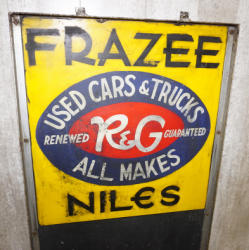 FRAZEE
USED CARS & TRUCKS
RENEWED R&G GUARANTEED
ALL MAKES
NILES